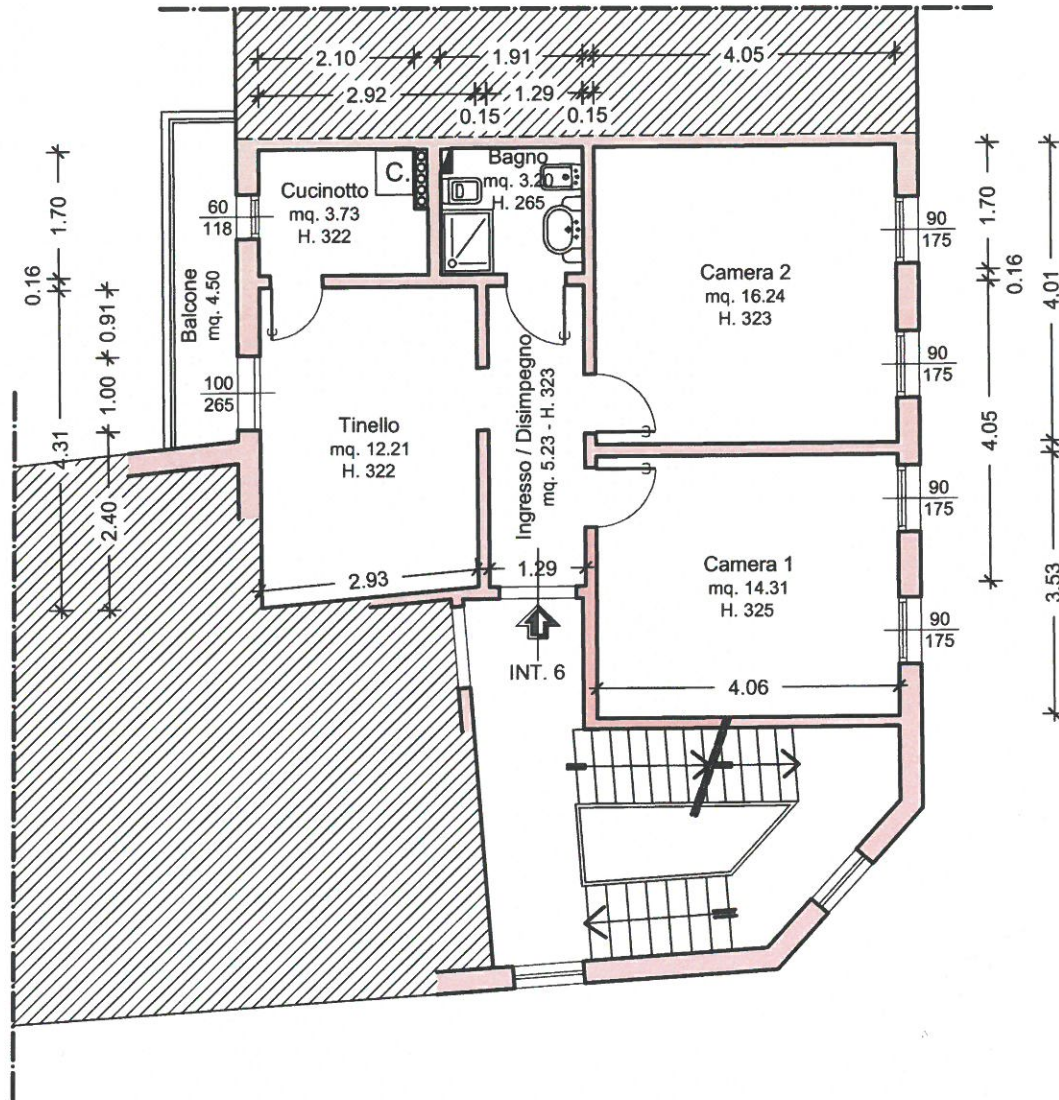 2.10
1.91
4.05
2.92
1.29
0.15
0.15
Cucinotto
mq. 3.73
H. 322
C.
Bagno
mq. 3.20
H. 265
60
118
90
175
1.70
0.16
1.70
0.16
4.01
Balcone
mq. 4.50
0.91
1.00
4.31
2.40
100
265
Camera 2
mq. 16.24
H. 323
90
175
4.05
Tinello
mq. 12.21
H. 322
Ingresso / Disimpegno
mq. 5.23 - H. 323
90
175
2.93
1.29
Camera 1
mq. 14.31
H. 325
3.53
90
175
INT. 6
4.06